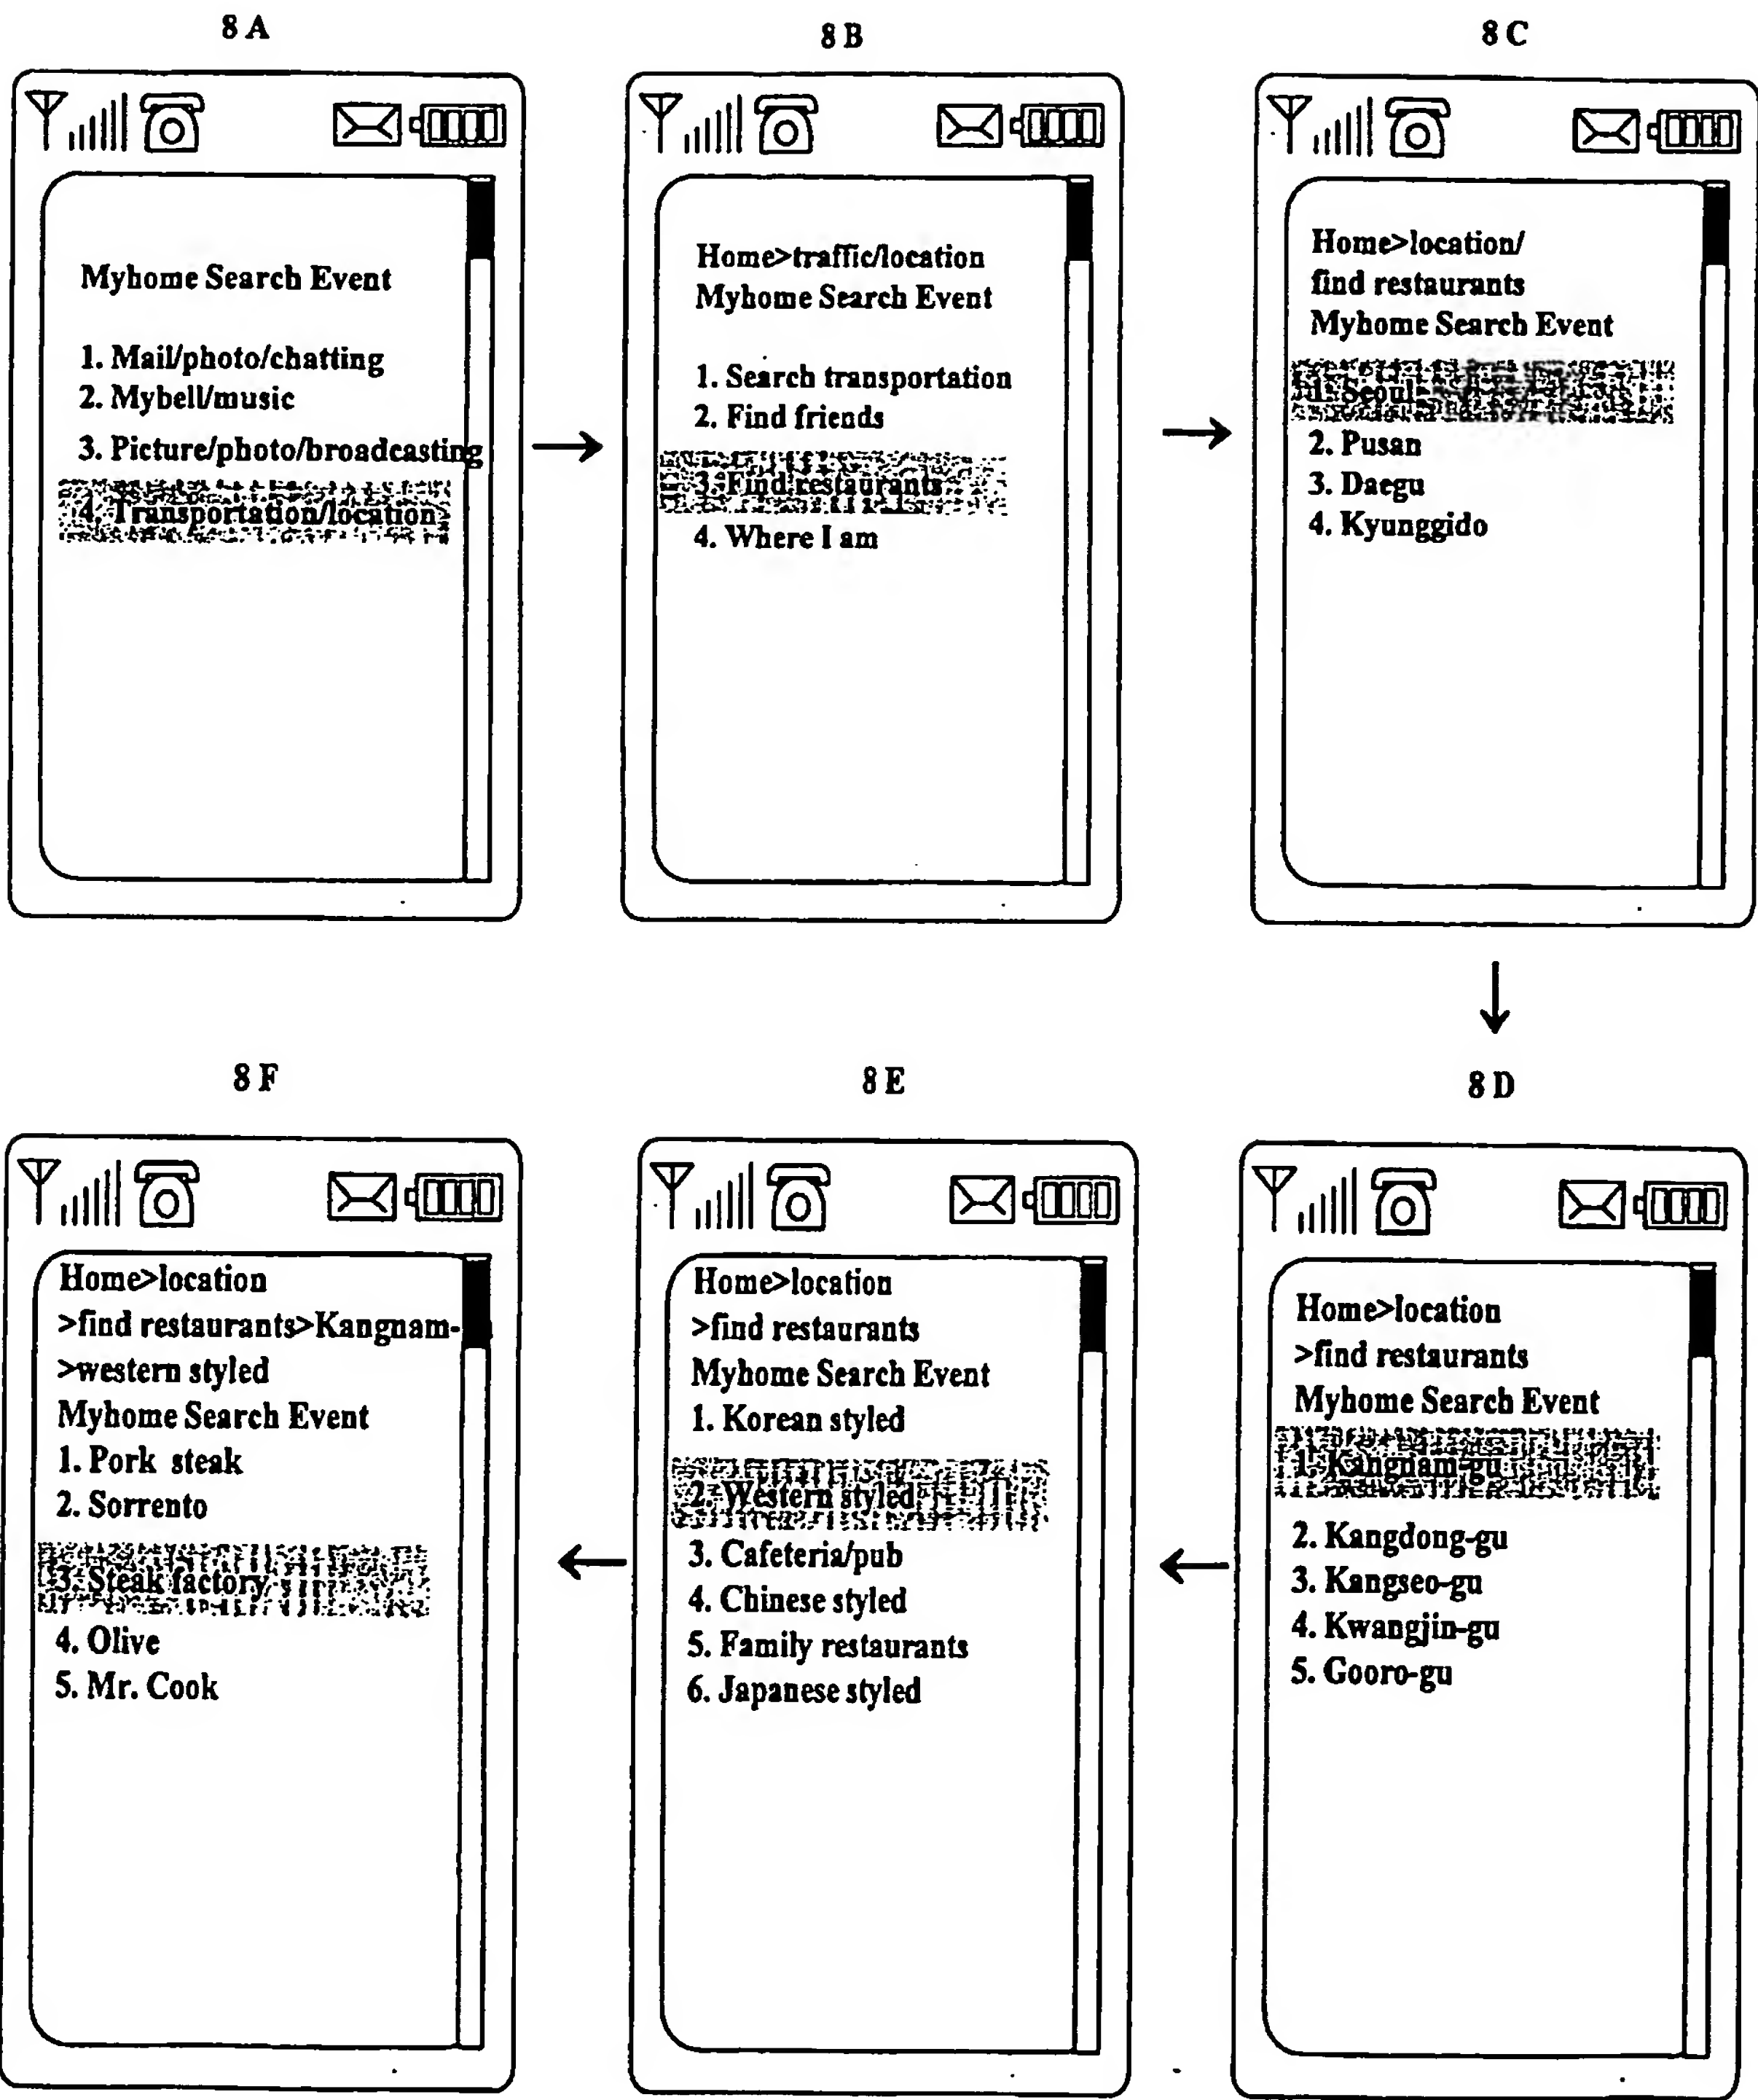 8 A
Myhome Search Event
1. Mail/photo/chatting
2. Mybell/music
3. Picture/photo/broadcasting
4. Transportation/location
8 B
Home>traffic/location
Myhome Search Event
1. Search transportation
2. Find friends
3. Find restaurants
4. Where I am
8 C
Home>location/
find restaurants
Myhome Search Event
1. Seoul
2. Pusan
3. Daegu
4. Kyunggido
8 F
Home>location
>find restaurants>Kangnam-
>western styled
Myhome Search Event
1. Pork steak
2. Sorrento
3. Steak factory
4. Olive
5. Mr. Cook
8 E
Home>location
>find restaurants
Myhome Search Event
1. Korean styled
2. Western styled
3. Cafeteria/pub
4. Chinese styled
5. Family restaurants
6. Japanese styled
8 D
Home>location
>find restaurants
Myhome Search Event
1. Kangnam-gu
2. Kangdong-gu
3. Kangseo-gu
4. Kwangjin-gu
5. Gooro-gu